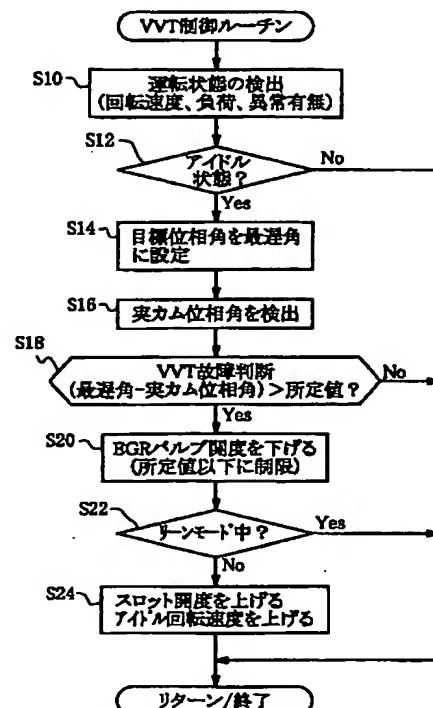 VVT制御ルーチン
S10
運転状態の検出
(回転速度、負荷、異常有無)
S12
アイドル
状態？
No
Yes
S14
目標位相角を最遅角
に設定
S16
実カム位相角を検出
S18
VVT故障判断
(最遅角-実カム位相角)＞所定値？
No
Yes
S20
EGRバルブ開度を下げる
(所定値以下に制限)
S22
リーンモード中？
Yes
No
S24
スロット開度を上げる
アイドル回転速度を上げる
リターン/終了